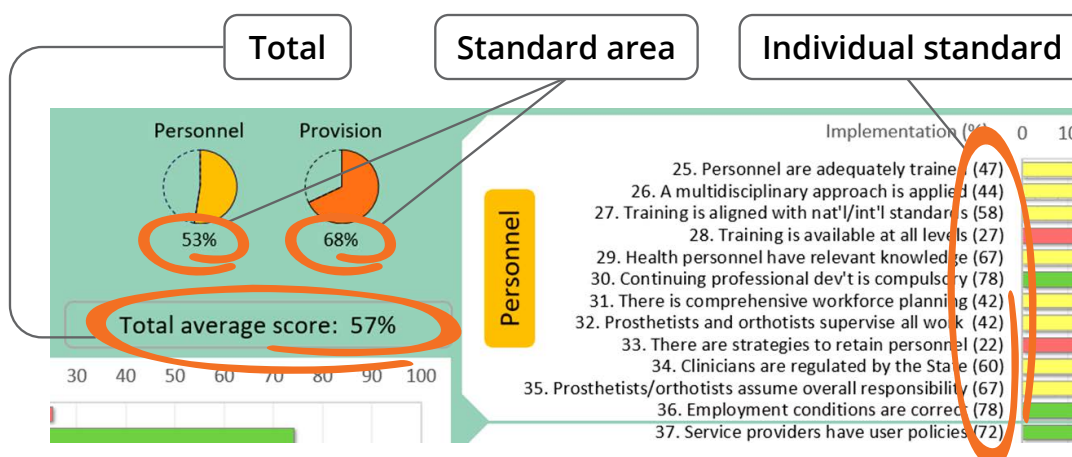 Total
Standard area
Individual standard
Personnel
Provision
53%
68%
Total average score: 57%
30 40 50 60 70 80 90 100
Personnel
Implementation (%) 0
25. Personnel are adequately trained (47)
26. A multidisciplinary approach is applied (44)
27. Training is aligned with nat'l/int'l standards (58)
28. Training is available at all levels (27)
29. Health personnel have relevant knowledge (67)
30. Continuing professional dev't is compulsory (78)
31. There is comprehensive workforce planning (42)
32. Prosthetists and orthotists supervise all work (42)
33. There are strategies to retain personnel (22)
34. Clinicians are regulated by the State (60)
35. Prosthetists/orthotists assume overall responsibility (67)
36. Employment conditions are correct (78)
37. Service providers have user policies (72)